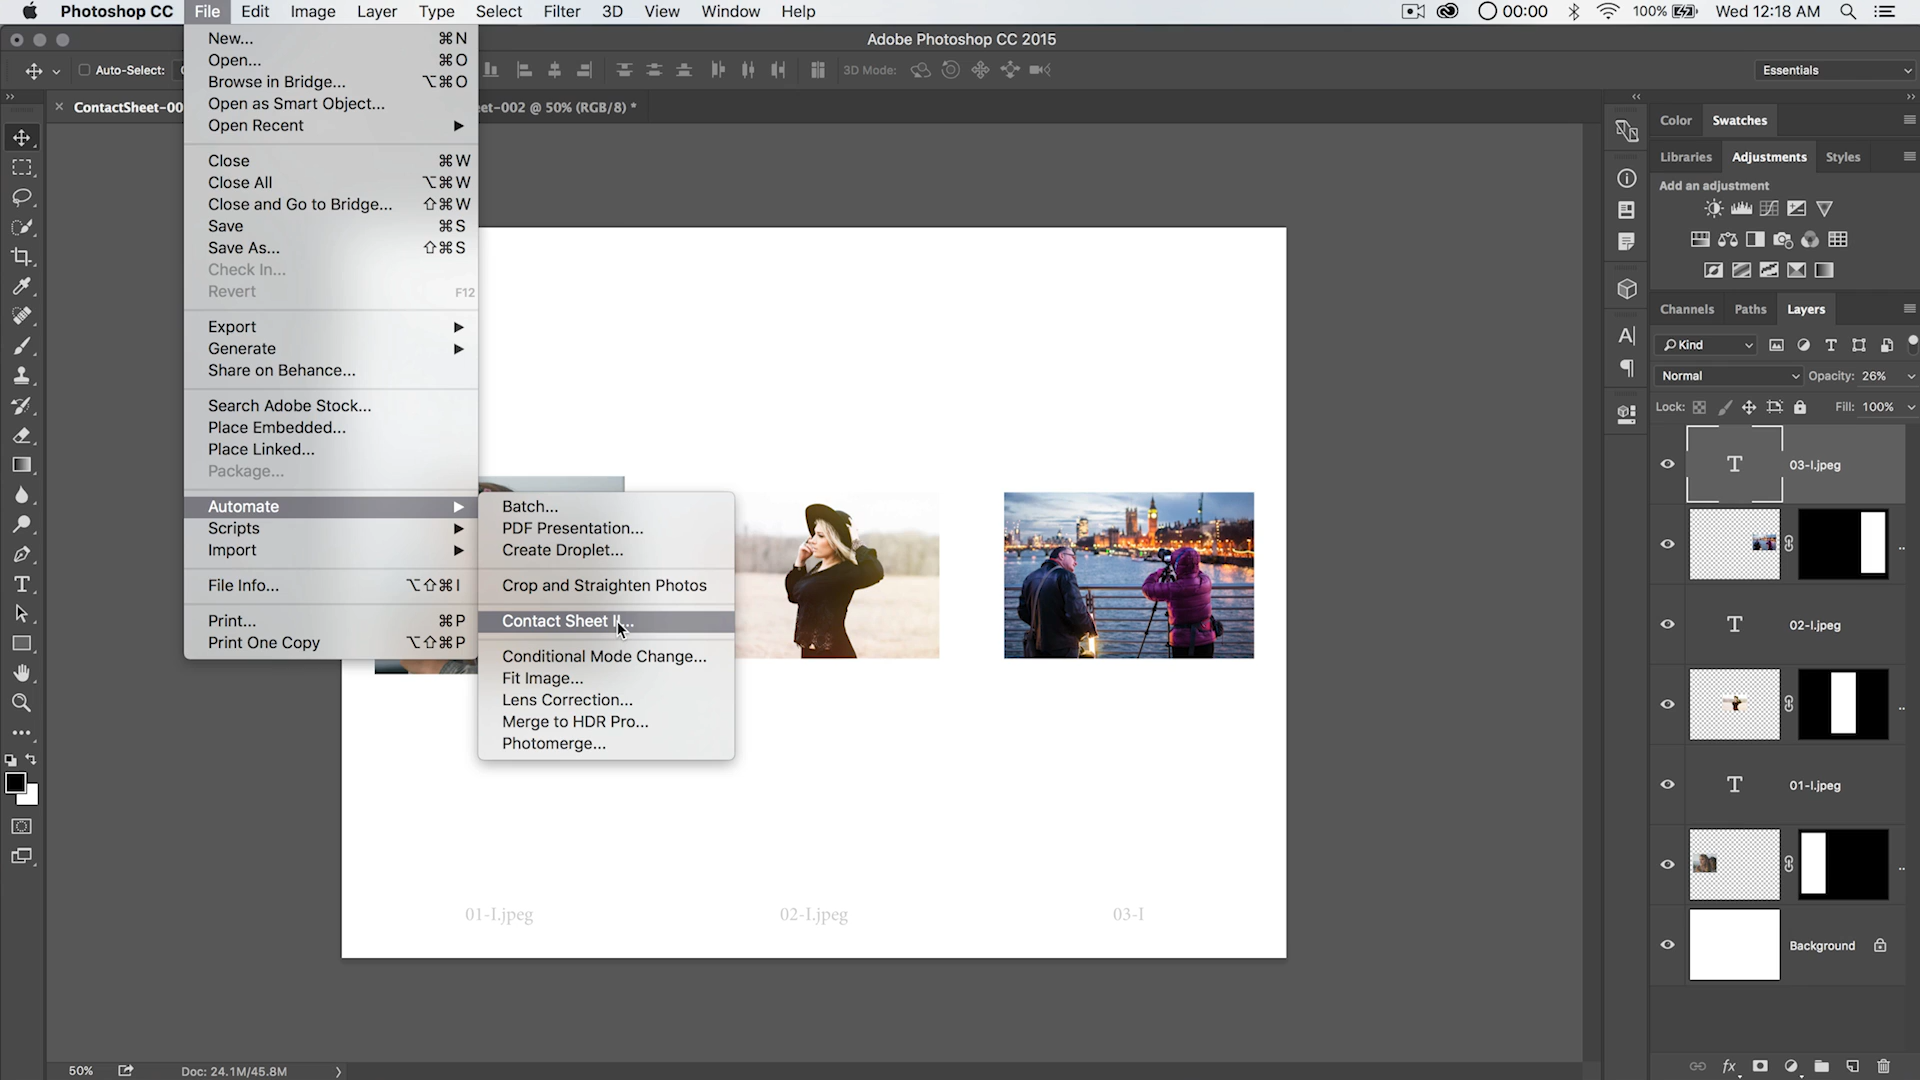 Photoshop CC File Edit Image Layer Type Select Filter 3D View Window Help 00:00 100% Wed 12:18 AM
Adobe Photoshop CC 2015
Auto-Select: 3D Mode: Essentials
ContactSheet-00 et-002 @ 50% (RGB/8) *
New... ⌘N
Open... ⌘O
Browse in Bridge... ⌥⌘O
Open as Smart Object...
Open Recent
Close ⌘W
Close All ⌥⌘W
Close and Go to Bridge... ⇧⌘W
Save ⌘S
Save As... ⇧⌘S
Check In...
Revert F12
Export
Generate
Share on Behance...
Search Adobe Stock...
Place Embedded...
Place Linked...
Package...
Automate
Scripts
Import
File Info... ⌥⇧⌘I
Print... ⌘P
Print One Copy ⌥⇧⌘P
Batch...
PDF Presentation...
Create Droplet...
Crop and Straighten Photos
Contact Sheet II...
Conditional Mode Change...
Fit Image...
Lens Correction...
Merge to HDR Pro...
Photomerge...
01-I.jpeg 02-I.jpeg 03-I
Color Swatches
Libraries Adjustments Styles
Add an adjustment
Channels Paths Layers
Kind
Normal Opacity: 26%
Lock: Fill: 100%
03-I.jpeg
02-I.jpeg
01-I.jpeg
Background
50% Doc: 24.1M/45.8M